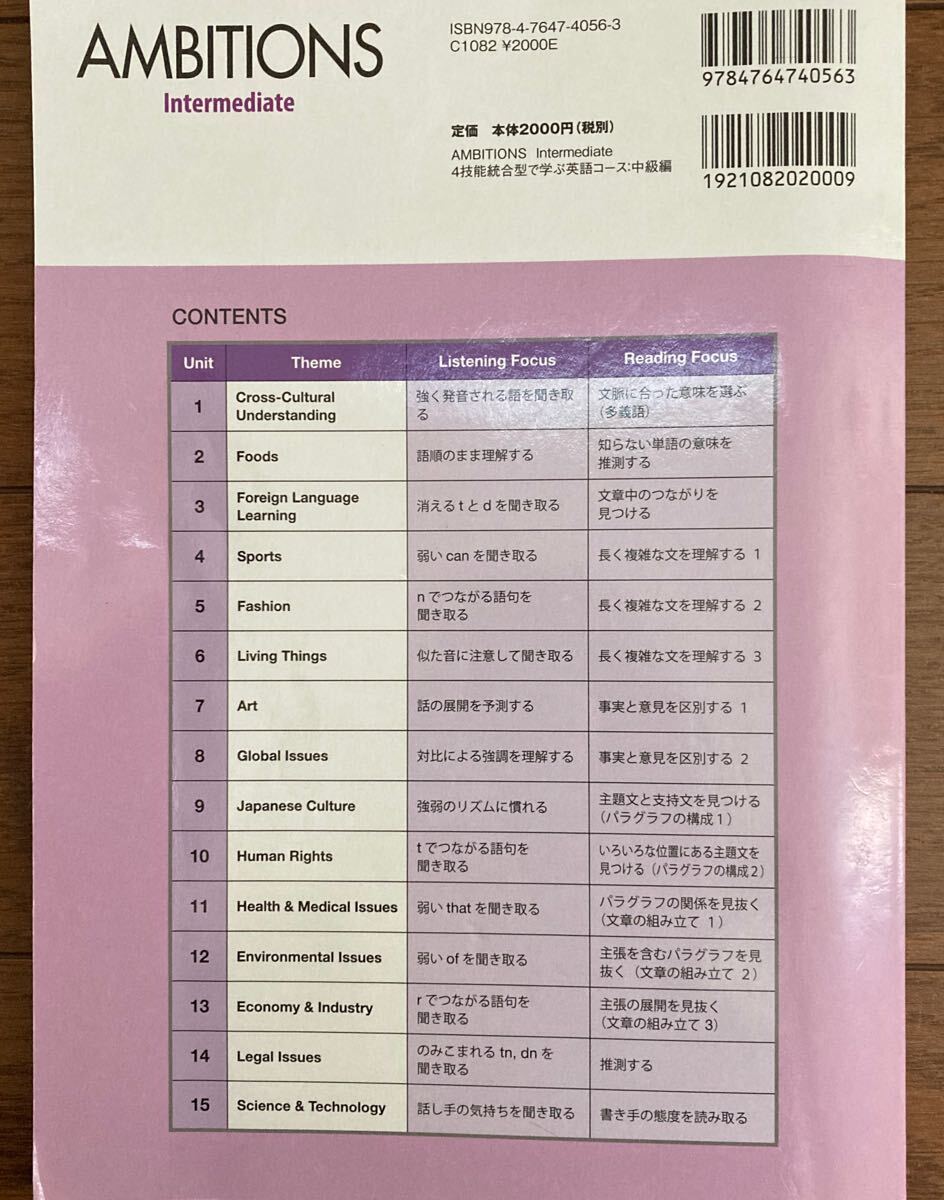 AMBITIONS
Intermediate
ISBN978-4-7647-4056-3
C1082 ¥2000E
9784764740563
定価 本体2000円(税別)
AMBITIONS Intermediate
4技能統合型で学ぶ英語コース:中級編
1921082020009
CONTENTS
Unit Theme Listening Focus Reading Focus
1 Cross-Cultural Understanding 強く発音される語を聞き取る 文脈に合った意味を選ぶ(多義語)
2 Foods 語順のまま理解する 知らない単語の意味を推測する
3 Foreign Language Learning 消える t と d を聞き取る 文章中のつながりを見つける
4 Sports 弱い can を聞き取る 長く複雑な文を理解する 1
5 Fashion n でつながる語句を聞き取る 長く複雑な文を理解する 2
6 Living Things 似た音に注意して聞き取る 長く複雑な文を理解する 3
7 Art 話の展開を予測する 事実と意見を区別する 1
8 Global Issues 対比による強調を理解する 事実と意見を区別する 2
9 Japanese Culture 強弱のリズムに慣れる 主題文と支持文を見つける(パラグラフの構成1)
10 Human Rights t でつながる語句を聞き取る いろいろな位置にある主題文を見つける(パラグラフの構成2)
11 Health & Medical Issues 弱い that を聞き取る パラグラフの関係を見抜く(文章の組み立て 1)
12 Environmental Issues 弱い of を聞き取る 主張を含むパラグラフを見抜く(文章の組み立て 2)
13 Economy & Industry r でつながる語句を聞き取る 主張の展開を見抜く(文章の組み立て 3)
14 Legal Issues のみこまれる tn, dn を聞き取る 推測する
15 Science & Technology 話し手の気持ちを聞き取る 書き手の態度を読み取る